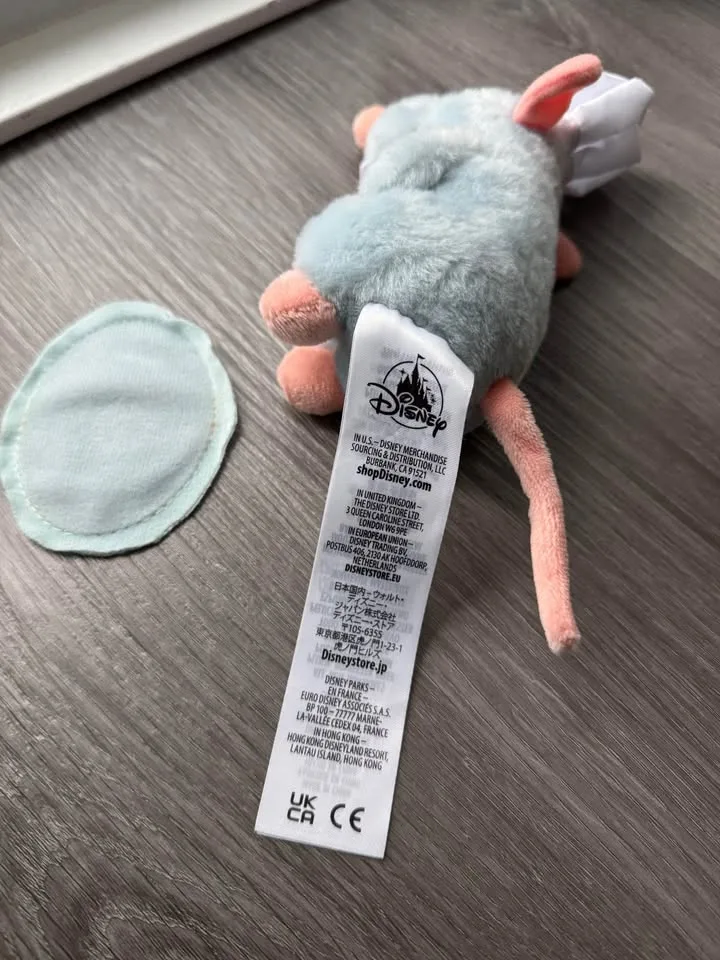 Disney
IN U.S.– DISNEY MERCHANDISE
SOURCING & DISTRIBUTION, LLC
BURBANK, CA 91521
shopDisney.com
IN UNITED KINGDOM –
THE DISNEY STORE LTD.
3 QUEEN CAROLINE STREET,
LONDON W6 9PE
IN EUROPEAN UNION –
DISNEY TRADING BV,
POSTBUS 406, 2130 AK HOOFDDORP,
NETHERLANDS
DISNEYSTORE.EU
日本国内 – ウォルト・
ディズニー・
ジャパン株式会社
ディズニー・ストア
〒105-6355
東京都港区虎ノ門1-23-1
虎ノ門ヒルズ
Disneystore.jp
DISNEY PARKS –
EN FRANCE –
EURO DISNEY ASSOCIÉS S.A.S.
BP 100 – 77777 MARNE-
LA-VALLÉE CEDEX 04, FRANCE
IN HONG KONG –
HONG KONG DISNEYLAND RESORT,
LANTAU ISLAND, HONG KONG
UK
CA CE